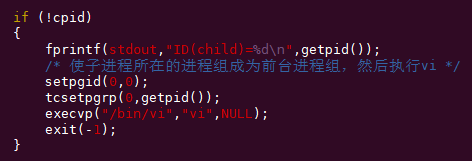 if (!cpid)
{
fprintf(stdout,"ID(child)=%d\n",getpid());
/* 使子进程所在的进程组成为前台进程组，然后执行vi */
setpgid(0,0);
tcsetpgrp(0,getpid());
execvp("/bin/vi","vi",NULL);
exit(-1);
}